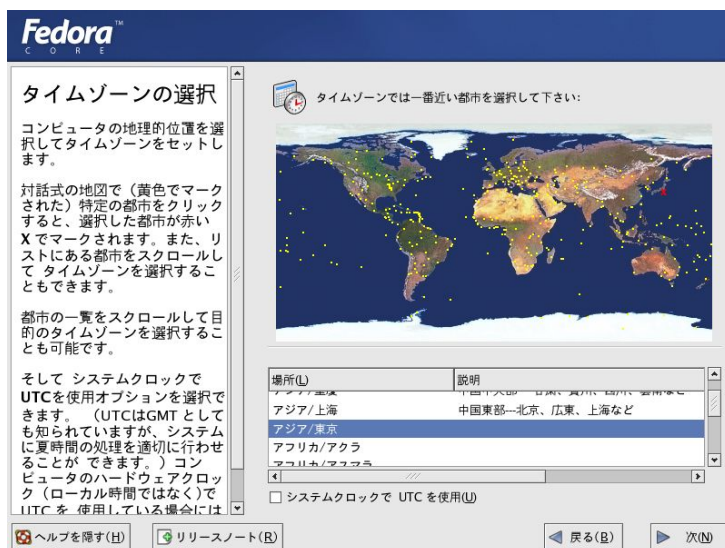 Fedora™
CORE
タイムゾーンの選択
コンピュータの地理的位置を選
択してタイムゾーンをセットし
ます。
対話式の地図で（黄色でマーク
された）特定の都市をクリック
すると、選択した都市が赤い
X でマークされます。また、リ
ストにある都市をスクロールし
て タイムゾーンを選択するこ
ともできます。
都市の一覧をスクロールして目
的のタイムゾーンを選択するこ
とも可能です。
そして システムクロックで
UTCを使用オプションを選択で
きます。 （UTCはGMT として
も知られていますが、システム
に夏時間の処理を適切に行わせ
ることが できます。）コン
ピュータのハードウェアクロッ
ク（ローカル時間ではなく)で
UTC を 使用している場合には
タイムゾーンでは一番近い都市を選択して下さい:
場所(L) 説明
アジア/重慶
アジア/上海 中国東部---北京、広東、上海など
アジア/東京
アフリカ/アクラ
アフリカ/アスマラ
システムクロックで UTC を使用(U)
ヘルプを隠す(H) リリースノート(R) 戻る(B) 次(N)